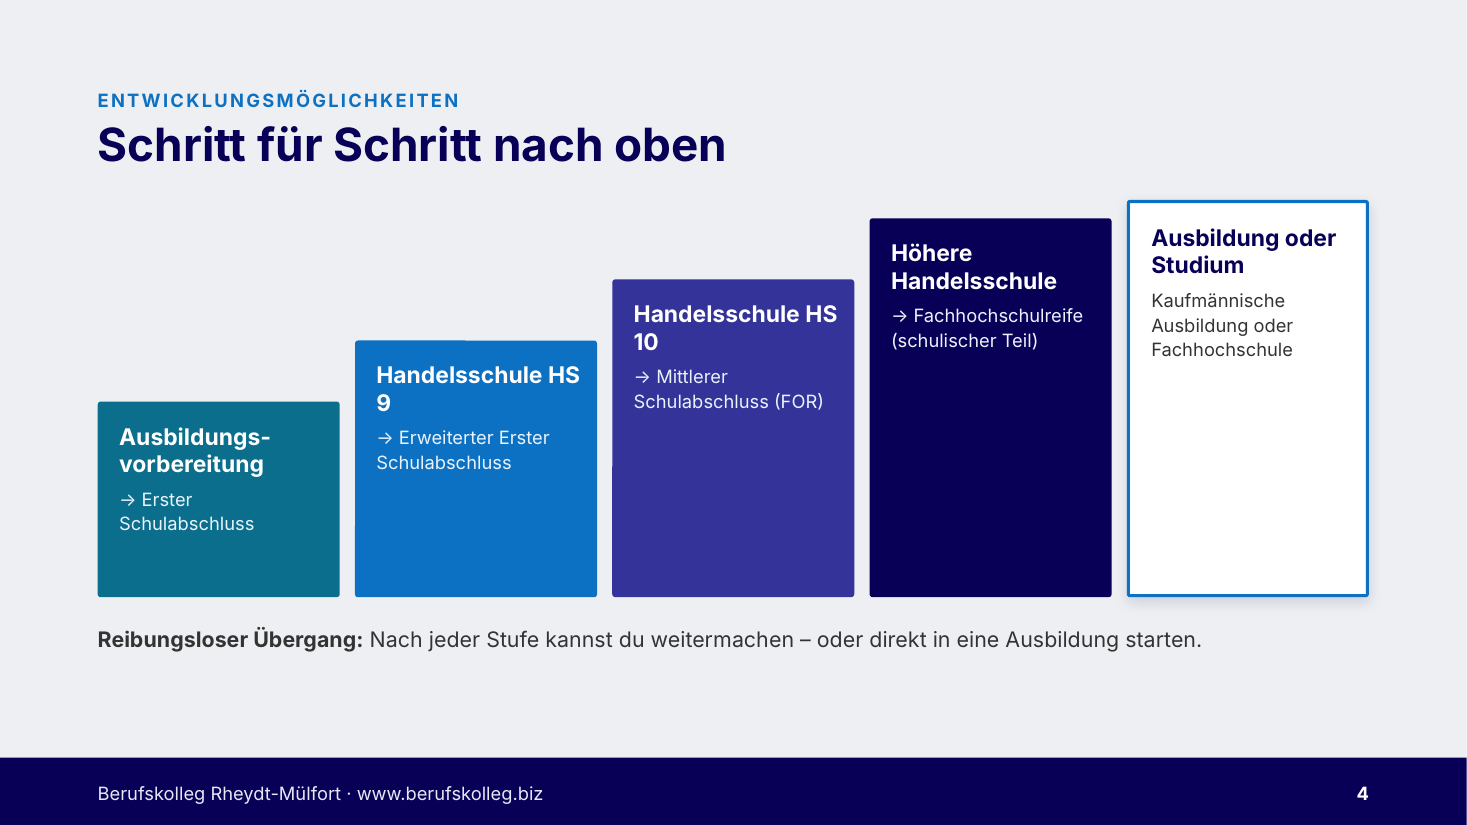 ENTWICKLUNGSMÖGLICHKEITEN
Schritt für Schritt nach oben
Ausbildungs-
vorbereitung
→ Erster
Schulabschluss
Handelsschule HS
9
→ Erweiterter Erster
Schulabschluss
Handelsschule HS
10
→ Mittlerer
Schulabschluss (FOR)
Höhere
Handelsschule
→ Fachhochschulreife
(schulischer Teil)
Ausbildung oder
Studium
Kaufmännische
Ausbildung oder
Fachhochschule
Reibungsloser Übergang: Nach jeder Stufe kannst du weitermachen – oder direkt in eine Ausbildung starten.
Berufskolleg Rheydt-Mülfort · www.berufskolleg.biz
4